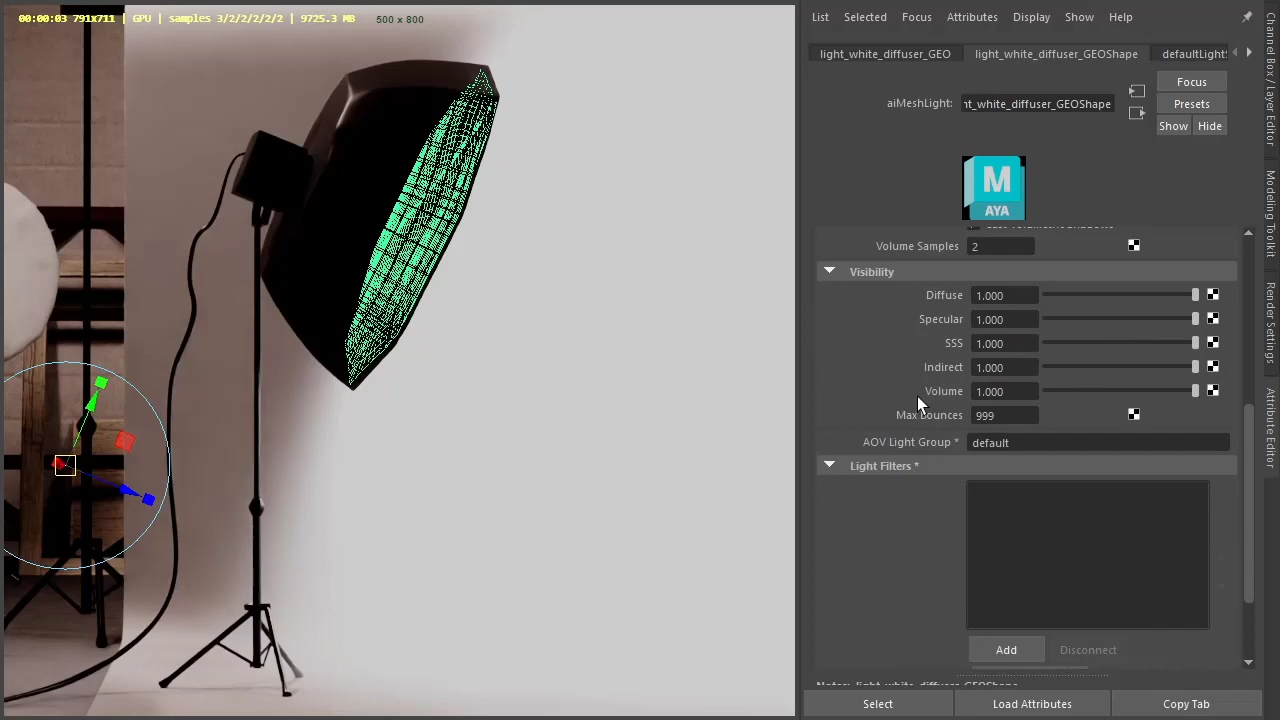 00:00:03 791x711 | GPU | samples 3/2/2/2/2/2 | 9725.3 MB
500 x 800
List Selected Focus Attributes Display Show Help
light_white_diffuser_GEO light_white_diffuser_GEOShape defaultLight
aiMeshLight: nt_white_diffuser_GEOShape
Focus
Presets
Show Hide
M
AYA
Volume Samples 2
Visibility
Diffuse 1.000
Specular 1.000
SSS 1.000
Indirect 1.000
Volume 1.000
Max Bounces 999
AOV Light Group * default
Light Filters *
Add Disconnect
Select Load Attributes Copy Tab
Channel Box / Layer Editor
Modeling Toolkit
Render Settings
Attribute Editor